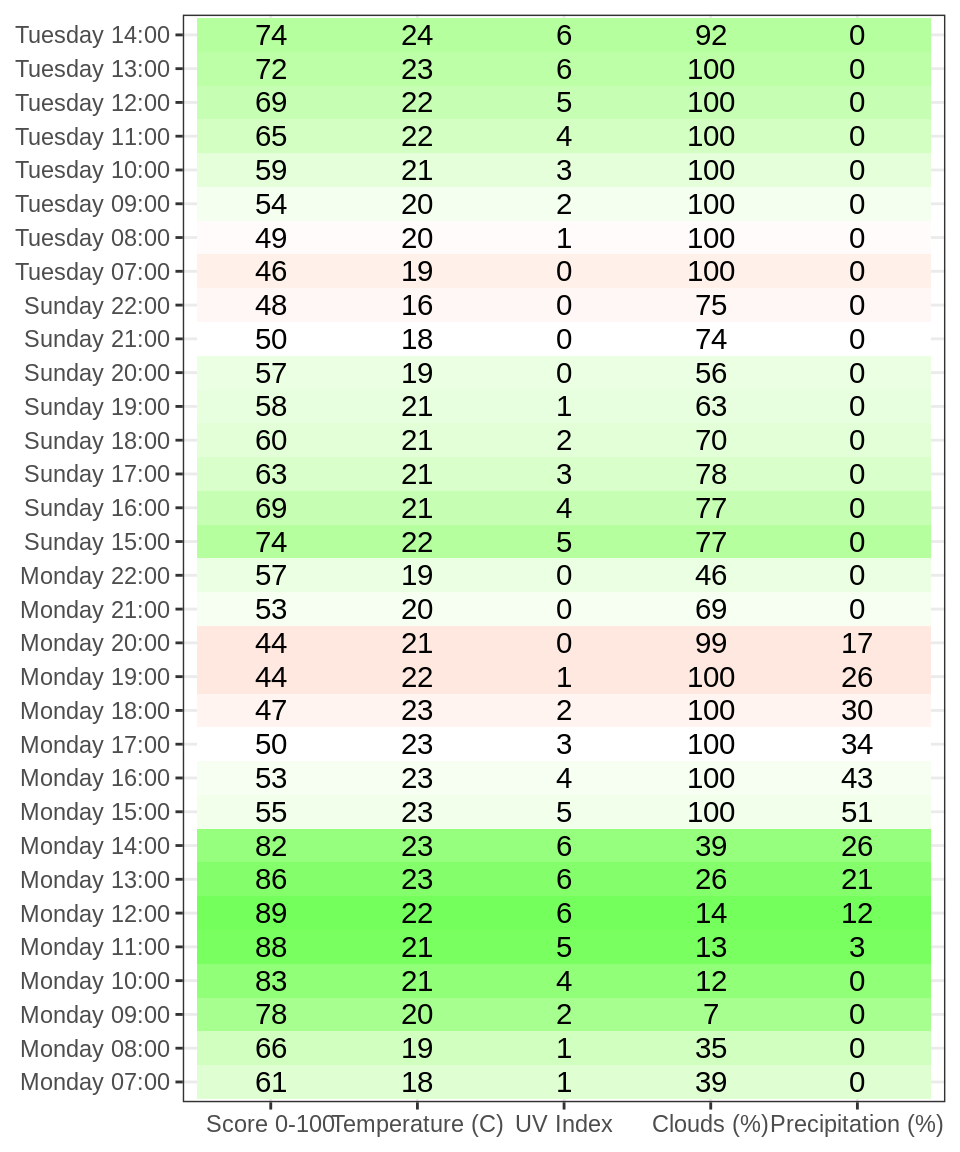 Tuesday 14:00 74 24 6 92 0
Tuesday 13:00 72 23 6 100 0
Tuesday 12:00 69 22 5 100 0
Tuesday 11:00 65 22 4 100 0
Tuesday 10:00 59 21 3 100 0
Tuesday 09:00 54 20 2 100 0
Tuesday 08:00 49 20 1 100 0
Tuesday 07:00 46 19 0 100 0
Sunday 22:00 48 16 0 75 0
Sunday 21:00 50 18 0 74 0
Sunday 20:00 57 19 0 56 0
Sunday 19:00 58 21 1 63 0
Sunday 18:00 60 21 2 70 0
Sunday 17:00 63 21 3 78 0
Sunday 16:00 69 21 4 77 0
Sunday 15:00 74 22 5 77 0
Monday 22:00 57 19 0 46 0
Monday 21:00 53 20 0 69 0
Monday 20:00 44 21 0 99 17
Monday 19:00 44 22 1 100 26
Monday 18:00 47 23 2 100 30
Monday 17:00 50 23 3 100 34
Monday 16:00 53 23 4 100 43
Monday 15:00 55 23 5 100 51
Monday 14:00 82 23 6 39 26
Monday 13:00 86 23 6 26 21
Monday 12:00 89 22 6 14 12
Monday 11:00 88 21 5 13 3
Monday 10:00 83 21 4 12 0
Monday 09:00 78 20 2 7 0
Monday 08:00 66 19 1 35 0
Monday 07:00 61 18 1 39 0
Score 0-100 Temperature (C) UV Index Clouds (%) Precipitation (%)